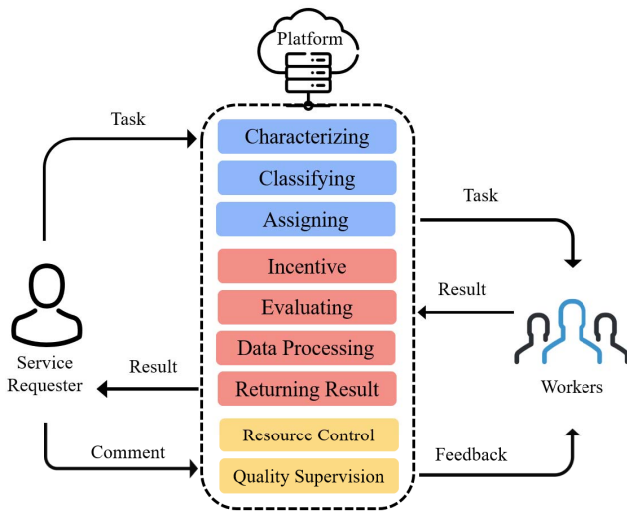 Platform
Task
Characterizing
Classifying
Assigning
Task
Incentive
Evaluating
Result
Data Processing
Service
Requester
Result
Returning Result
Workers
Resource Control
Comment
Quality Supervision
Feedback